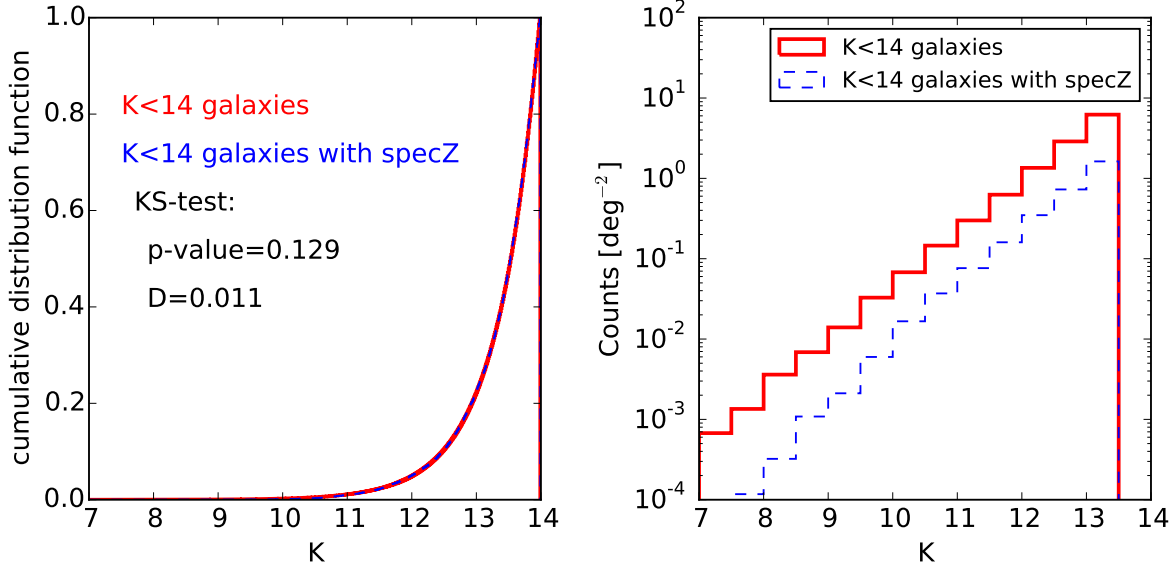 cumulative distribution function
1.0
0.8
0.6
0.4
0.2
0.0
K<14 galaxies
K<14 galaxies with specZ
KS-test:
p-value=0.129
D=0.011
7 8 9 10 11 12 13 14
K
Counts [deg⁻²]
10²
10¹
10⁰
10⁻¹
10⁻²
10⁻³
10⁻⁴
K<14 galaxies
K<14 galaxies with specZ
7 8 9 10 11 12 13 14
K